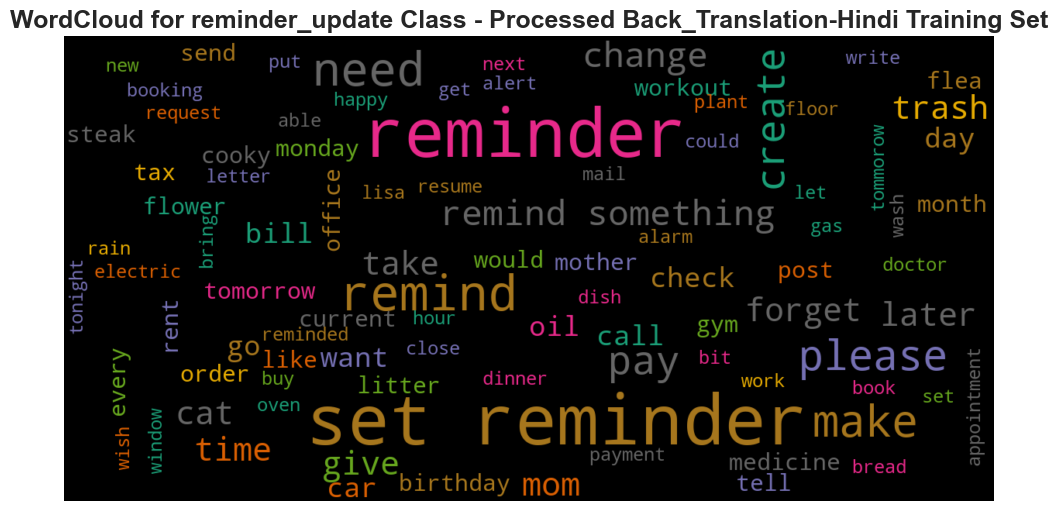 WordCloud for reminder_update Class - Processed Back_Translation-Hindi Training Set
new
send
put
need
next
change
create
write
booking
happy
get
alert
workout
flea
request
able
reminder
plant
floor
trash
steak
cooky
monday
could
day
tax
letter
office
lisa
resume
mail
let
tommorow
flower
bring
bill
remind something
alarm
gas
wash
month
rain
electric
take
would
mother
check
post
doctor
tonight
tomorrow
remind
dish
forget
later
rent
current
hour
oil
call
gym
reminded
go
like
want
close
pay
bit
please
every
order
buy
litter
dinner
work
book
set
cat
oven
set reminder
make
appointment
wish
window
time
give
payment
medicine
bread
car
birthday
mom
tell